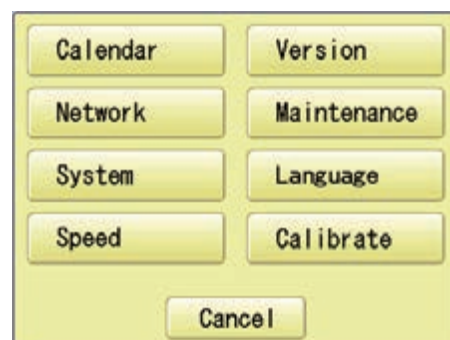 Calendar Version
Network Maintenance
System Language
Speed Calibrate
Cancel